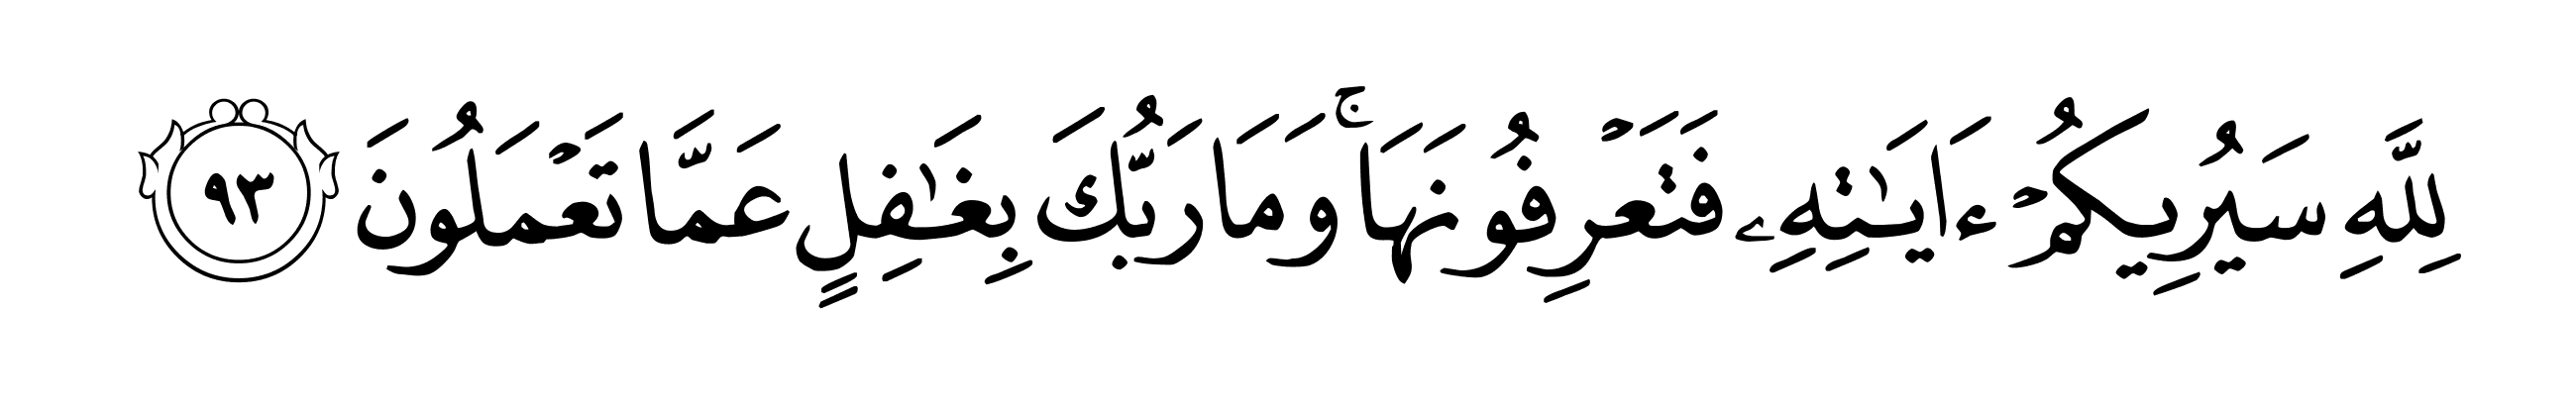 لِلَّهِ سَيُرِيكُمْ ءَايَـٰتِهِۦ فَتَعْرِفُونَهَا ۚ وَمَا رَبُّكَ بِغَـٰفِلٍ عَمَّا تَعْمَلُونَ ٩٣